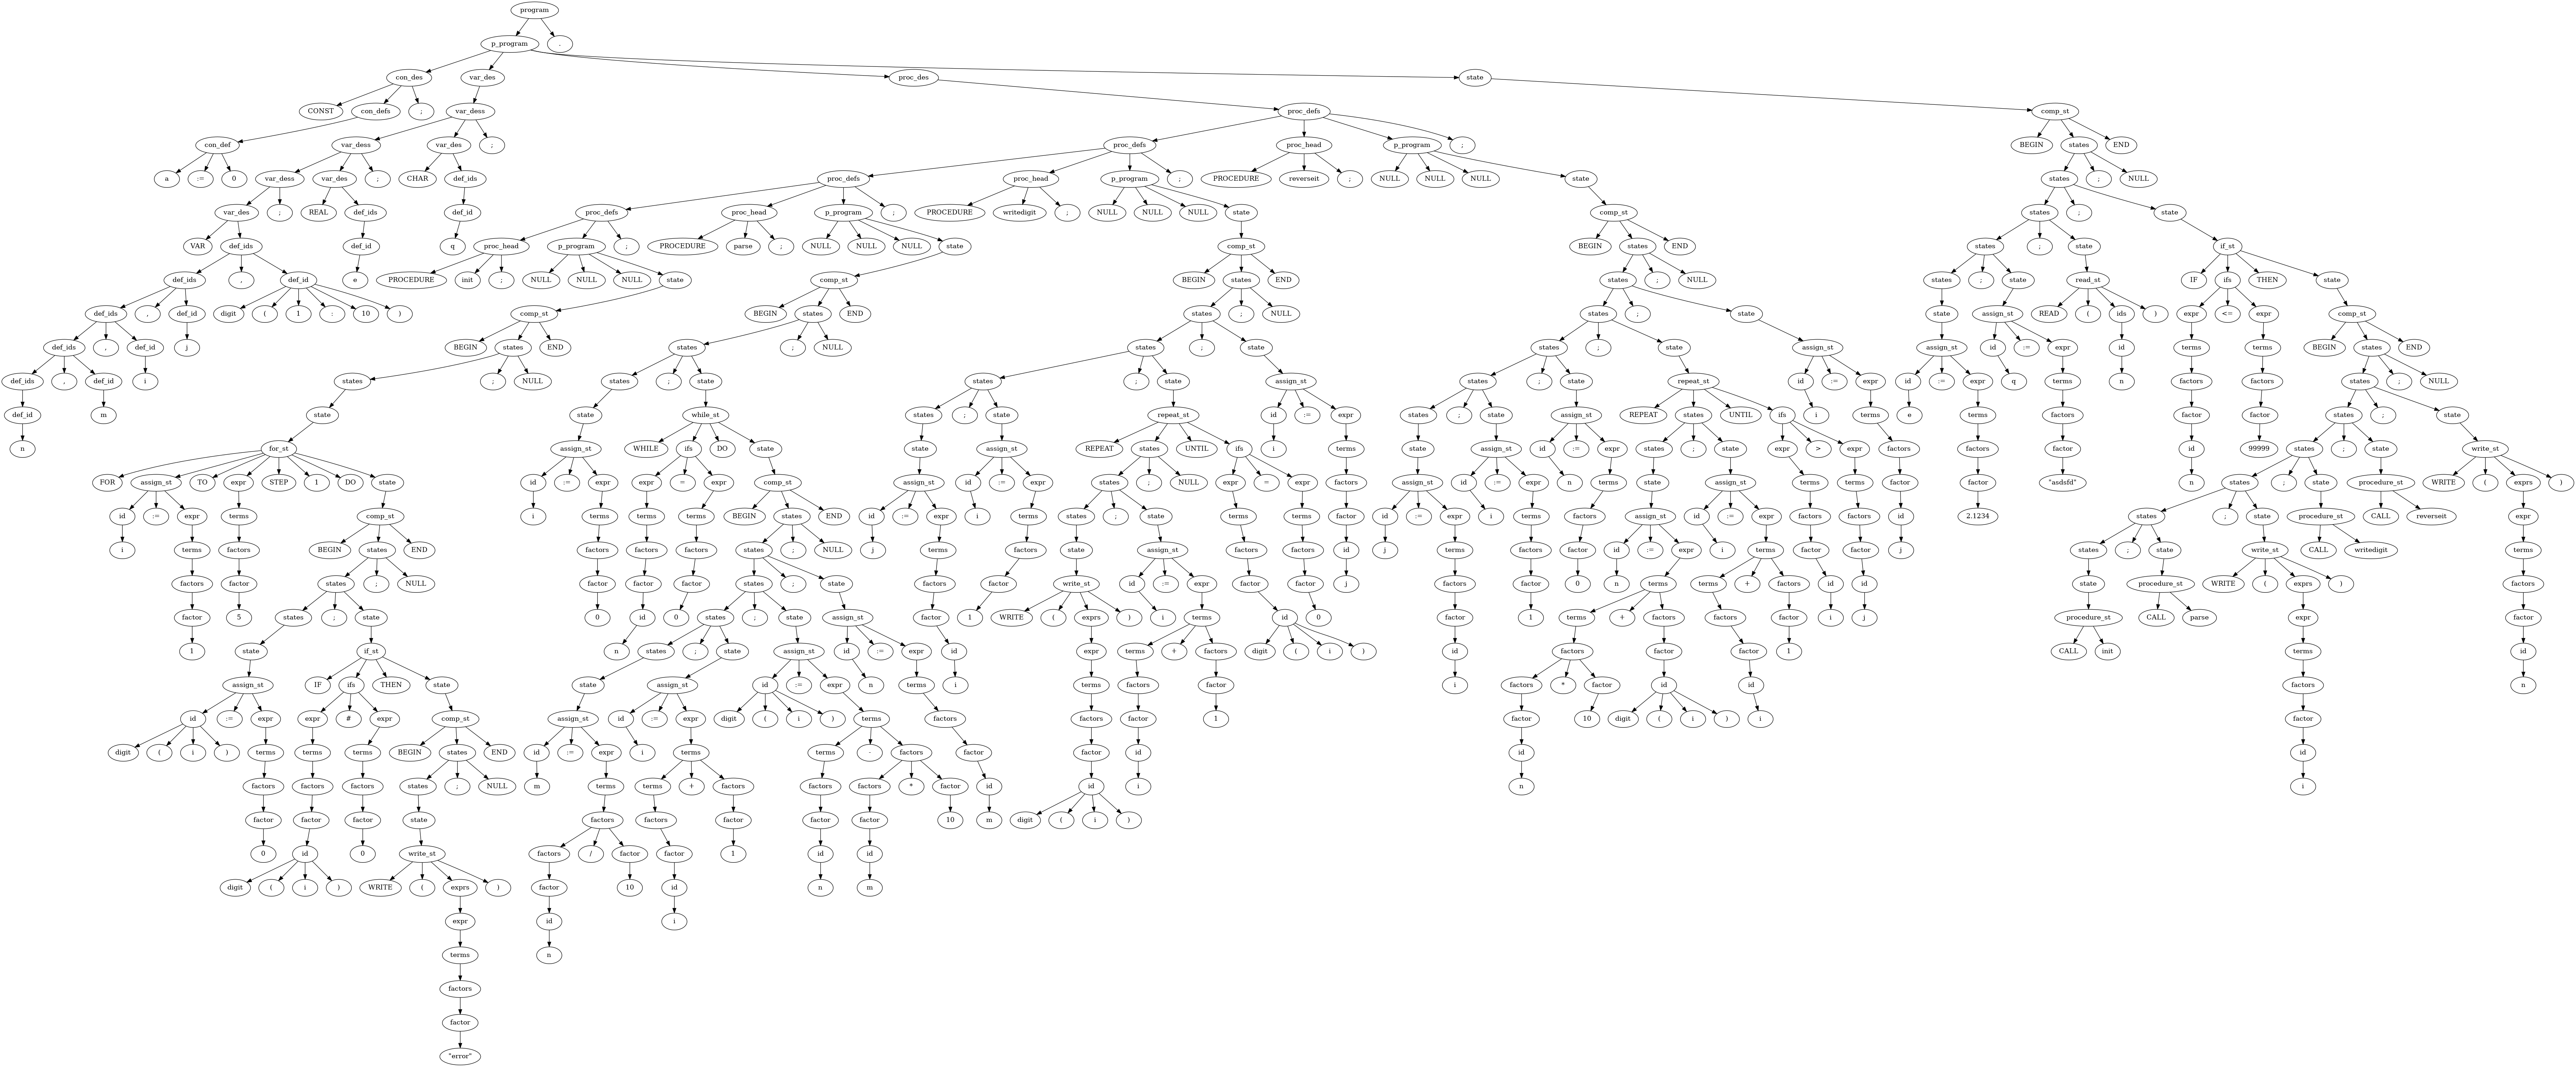 program
p_program .
con_des var_des proc_des state
CONST con_defs ; var_dess proc_defs comp_st
con_def var_dess var_des ; proc_defs proc_head p_program ; BEGIN states END
a := 0 var_dess var_des ; CHAR def_ids proc_defs proc_head p_program ; PROCEDURE reverseit ; NULL NULL NULL state states ; NULL
var_des ; REAL def_ids def_id proc_defs proc_head p_program ; PROCEDURE writedigit ; NULL NULL NULL state comp_st states ; state
VAR def_ids def_id q proc_head p_program ; PROCEDURE parse ; NULL NULL NULL state comp_st BEGIN states END states ; state if_st
def_ids , def_id e PROCEDURE init ; NULL NULL NULL state comp_st BEGIN states END states ; NULL states ; state read_st IF ifs THEN state
def_ids , def_id digit ( 1 : 10 ) comp_st BEGIN states END states ; NULL states ; state state assign_st READ ( ids ) expr <= expr comp_st
def_ids , def_id j BEGIN states END states ; NULL states ; state states ; state assign_st assign_st id := expr id terms terms BEGIN states END
def_ids , def_id i states ; NULL states ; state states ; state assign_st states ; state repeat_st id := expr id := expr q terms n factors factors states ; NULL
def_id m state state while_st states ; state repeat_st id := expr states ; state assign_st REPEAT states UNTIL ifs i terms e terms factors factor factor states ; state
n for_st assign_st WHILE ifs DO state state assign_st REPEAT states UNTIL ifs i terms state assign_st id := expr states ; state expr > expr factors factors factor id 99999 states ; state write_st
FOR assign_st TO expr STEP 1 DO state id := expr expr = expr comp_st assign_st id := expr states ; NULL expr = expr factors assign_st id := expr n terms state assign_st terms terms factor factor "asdsfd" n states ; state procedure_st WRITE ( exprs )
id := expr terms comp_st i terms terms terms BEGIN states END id := expr i terms states ; state terms terms factor id := expr i terms factors assign_st id := expr factors factors id 2.1234 states ; state procedure_st CALL reverseit expr
i terms factors BEGIN states END factors factors factors states ; NULL j terms factors state assign_st factors factors id j terms factors factor id := expr i terms factor factor j states ; state write_st CALL writedigit terms
factors factor states ; NULL factor factor factor states ; state factors factor write_st id := expr factor factor j factors factor 0 n terms terms + factors id id state procedure_st WRITE ( exprs ) factors
factor 5 states ; state 0 id 0 states ; state assign_st factor 1 WRITE ( exprs ) i terms id 0 factor 1 terms + factors factors factor i j procedure_st CALL parse expr factor
1 state if_st n states ; state assign_st id := expr id expr terms + factors digit ( i ) id factors factor factor 1 CALL init terms id
assign_st IF ifs THEN state state assign_st id := expr n terms i terms factors factor i factors * factor id id factors n
id := expr expr # expr comp_st assign_st id := expr digit ( i ) terms factors factors factor 1 factor 10 digit ( i ) i factor
digit ( i ) terms terms terms BEGIN states END id := expr i terms terms - factors factor factor id id id
factors factors factors states ; NULL m terms terms + factors factors factors * factor id id i n i
factor factor factor state factors factors factor factor factor 10 m digit ( i )
0 id 0 write_st factors / factor factor 1 id id
digit ( i ) WRITE ( exprs ) factor 10 id n m
expr id i
terms n
factors
factor
"error"